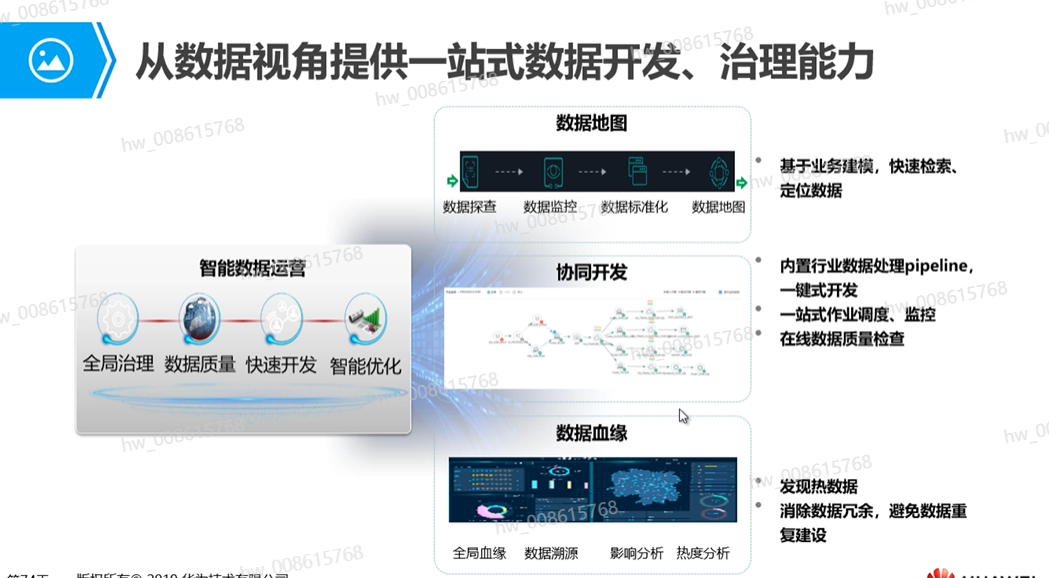 从数据视角提供一站式数据开发、治理能力
数据地图
数据探查 数据监控 数据标准化 数据地图
基于业务建模，快速检索、
定位数据
智能数据运营
全局治理 数据质量 快速开发 智能优化
协同开发
内置行业数据处理pipeline，
一键式开发
一站式作业调度、监控
在线数据质量检查
数据血缘
全局血缘 数据溯源 影响分析 热度分析
发现热数据
消除数据冗余，避免数据重
复建设
版权所有© 2019 华为技术有限公司
HUAWEI
hw_008615768